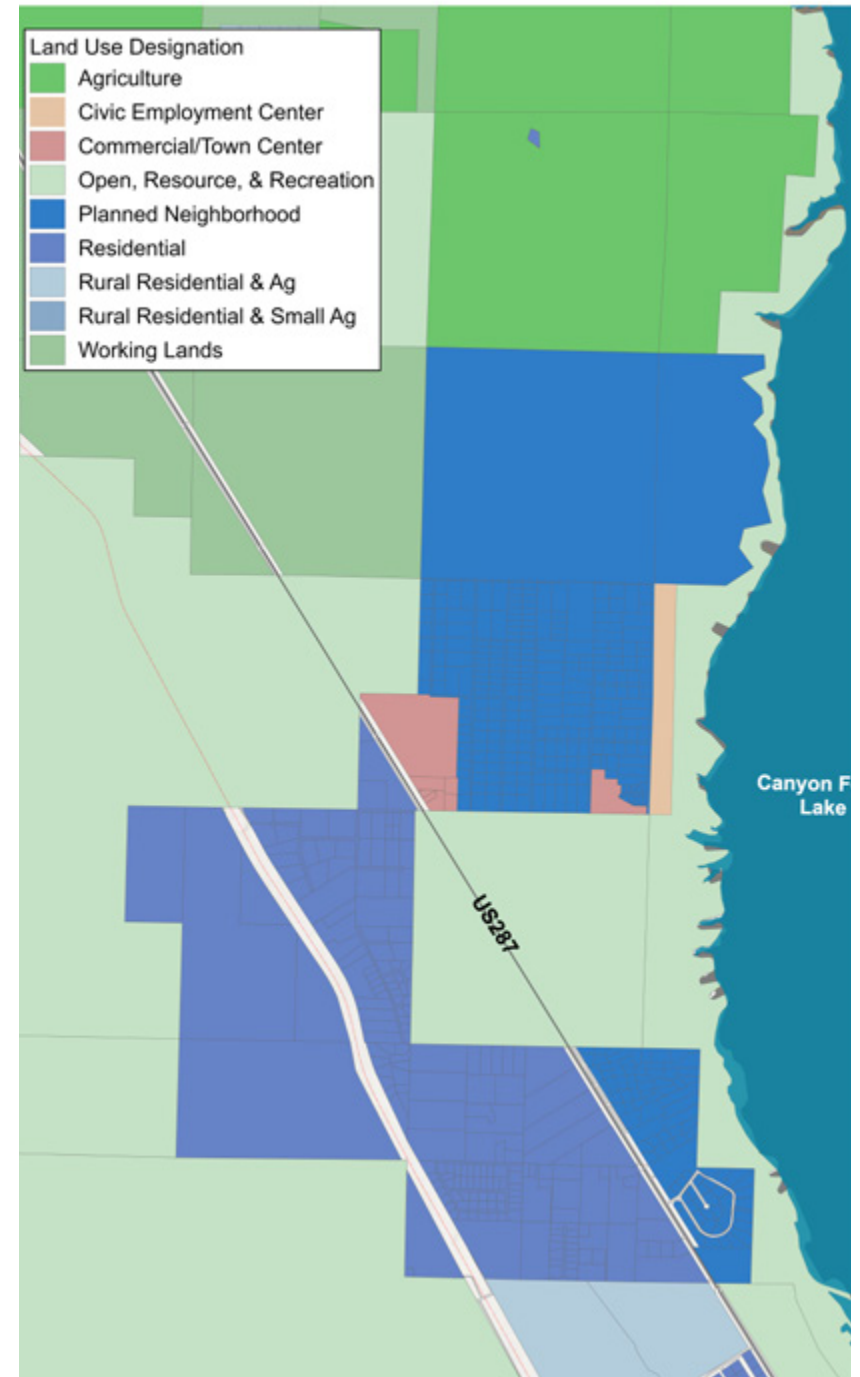 Land Use Designation
Agriculture
Civic Employment Center
Commercial/Town Center
Open, Resource, & Recreation
Planned Neighborhood
Residential
Rural Residential & Ag
Rural Residential & Small Ag
Working Lands
Canyon F
Lake
US287